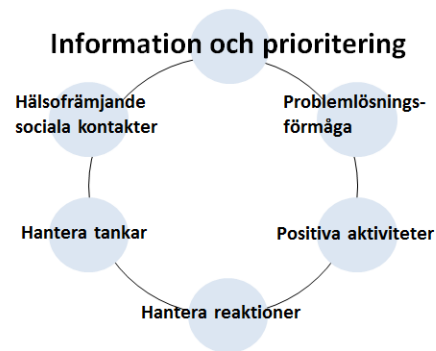 Information och prioritering
Hälsofrämjande
sociala kontakter
Problemlösnings-
förmåga
Hantera tankar
Positiva aktiviteter
Hantera reaktioner